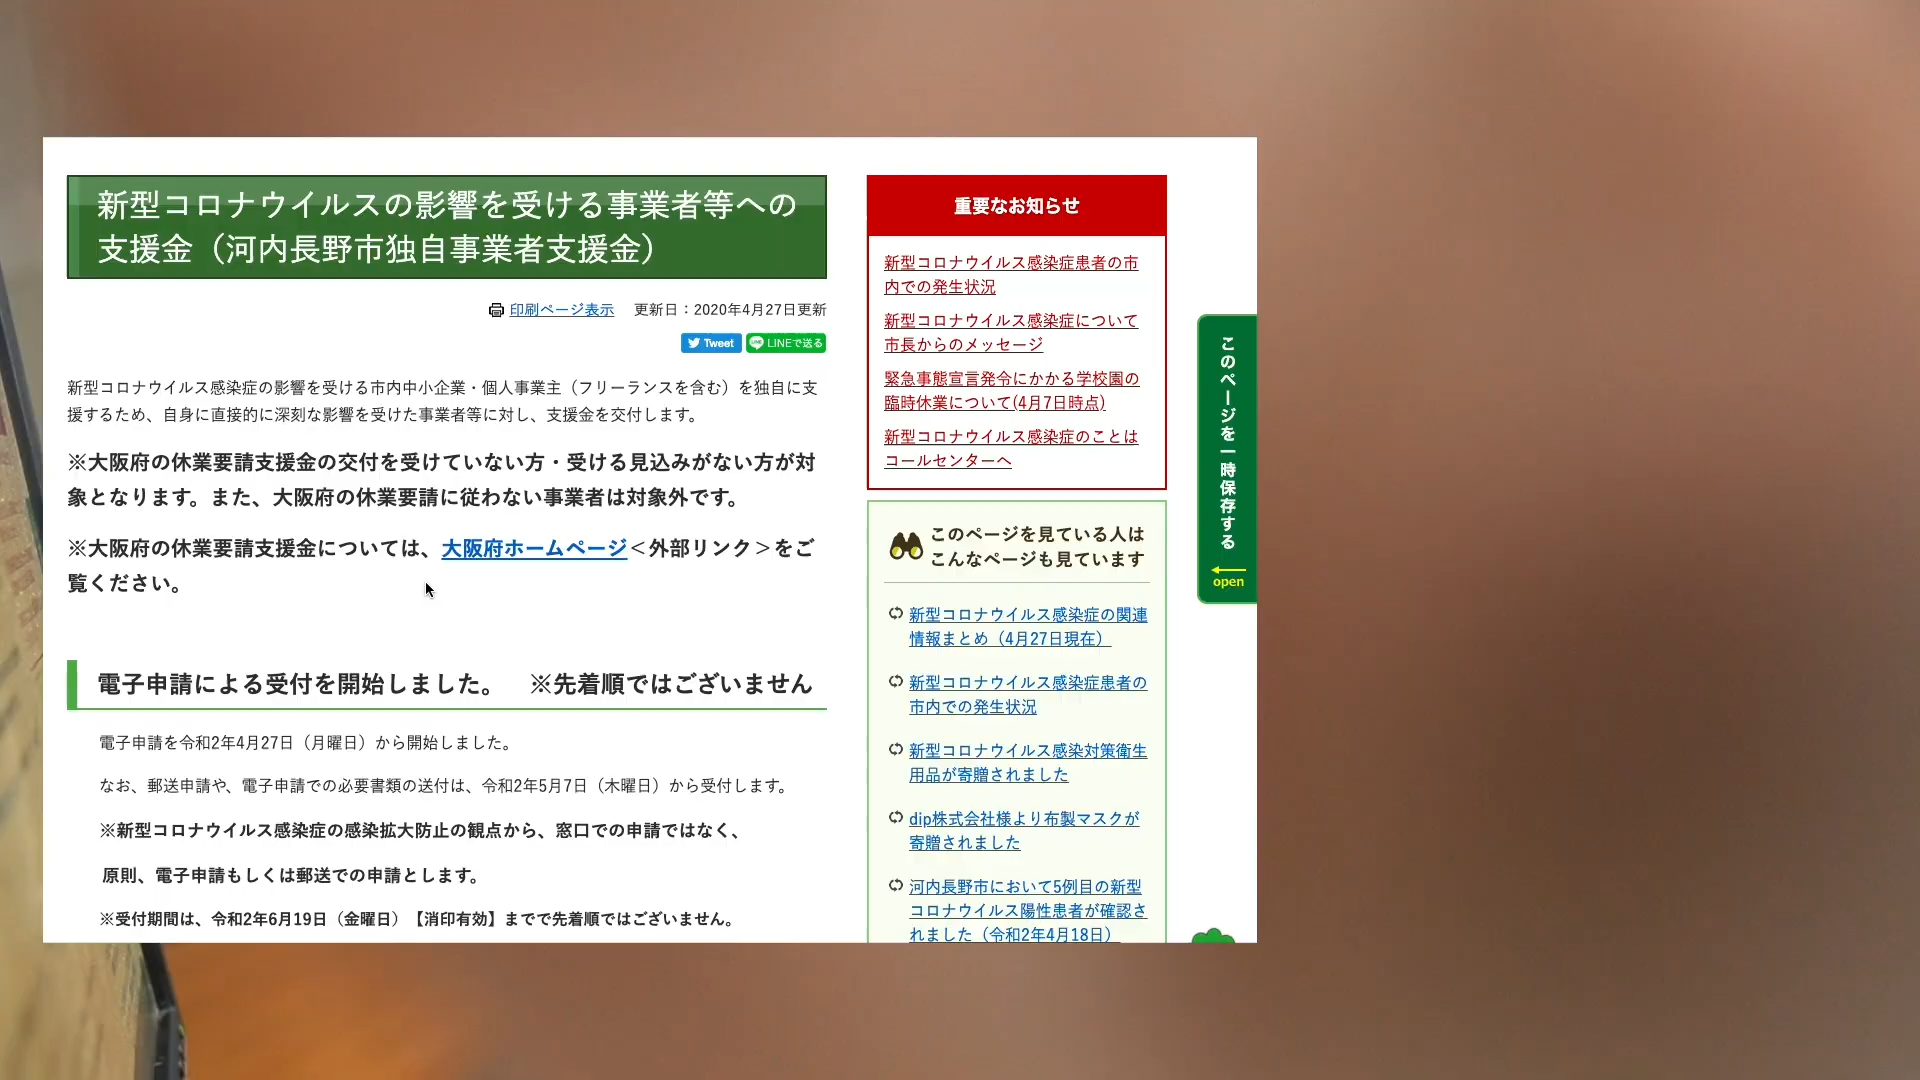 新型コロナウイルスの影響を受ける事業者等への
支援金（河内長野市独自事業者支援金）
印刷ページ表示 更新日：2020年4月27日更新
Tweet LINEで送る
新型コロナウイルス感染症の影響を受ける市内中小企業・個人事業主（フリーランスを含む）を独自に支
援するため、自身に直接的に深刻な影響を受けた事業者等に対し、支援金を交付します。
※大阪府の休業要請支援金の交付を受けていない方・受ける見込みがない方が対
象となります。また、大阪府の休業要請に従わない事業者は対象外です。
※大阪府の休業要請支援金については、大阪府ホームページ＜外部リンク＞をご
覧ください。
電子申請による受付を開始しました。　※先着順ではございません
電子申請を令和2年4月27日（月曜日）から開始しました。
なお、郵送申請や、電子申請での必要書類の送付は、令和2年5月7日（木曜日）から受付します。
※新型コロナウイルス感染症の感染拡大防止の観点から、窓口での申請ではなく、
原則、電子申請もしくは郵送での申請とします。
※受付期間は、令和2年6月19日（金曜日）【消印有効】までで先着順ではございません。
重要なお知らせ
新型コロナウイルス感染症患者の市
内での発生状況
新型コロナウイルス感染症について
市長からのメッセージ
緊急事態宣言発令にかかる学校園の
臨時休業について(4月7日時点)
新型コロナウイルス感染症のことは
コールセンターへ
このページを見ている人は
こんなページも見ています
新型コロナウイルス感染症の関連
情報まとめ（4月27日現在）
新型コロナウイルス感染症患者の
市内での発生状況
新型コロナウイルス感染対策衛生
用品が寄贈されました
dip株式会社様より布製マスクが
寄贈されました
河内長野市において5例目の新型
コロナウイルス陽性患者が確認さ
れました（令和2年4月18日）
このページを一時保存する
open